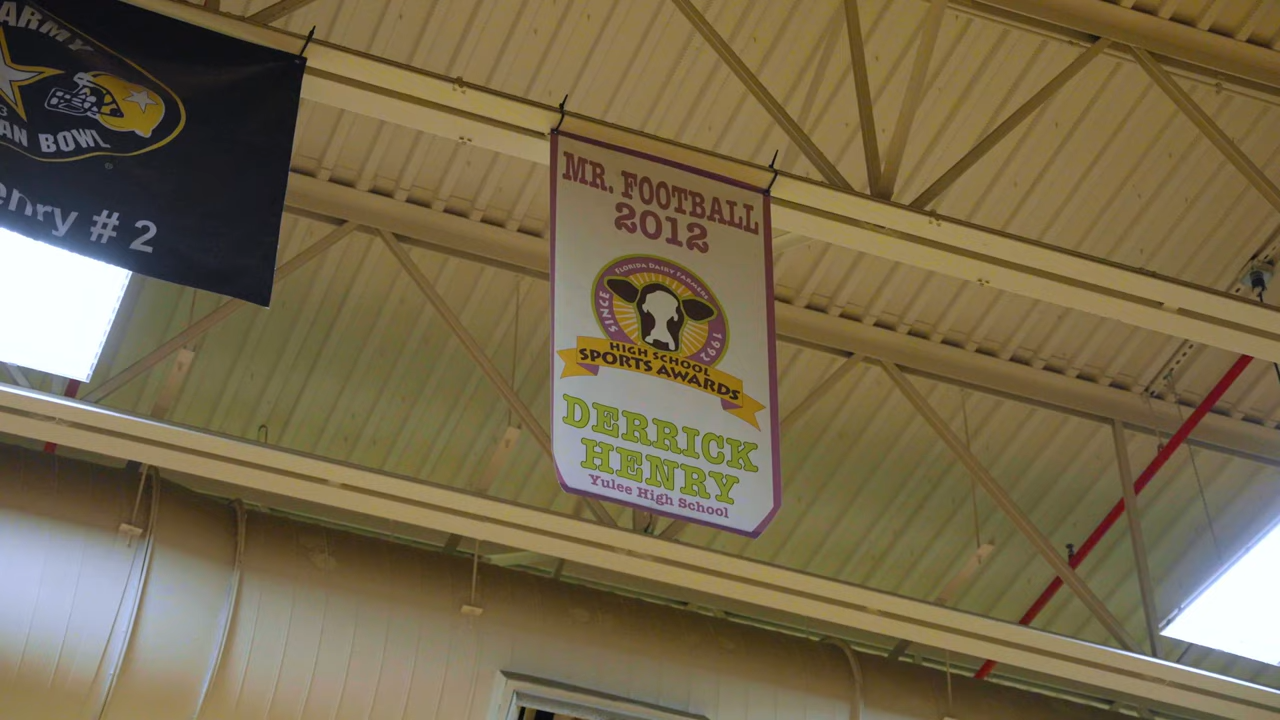 ARMY
AN BOWL
enry # 2
MR. FOOTBALL
2012
FLORIDA DAIRY FARMERS
SINCE 1992
HIGH SCHOOL
SPORTS AWARDS
DERRICK
HENRY
Yulee High School